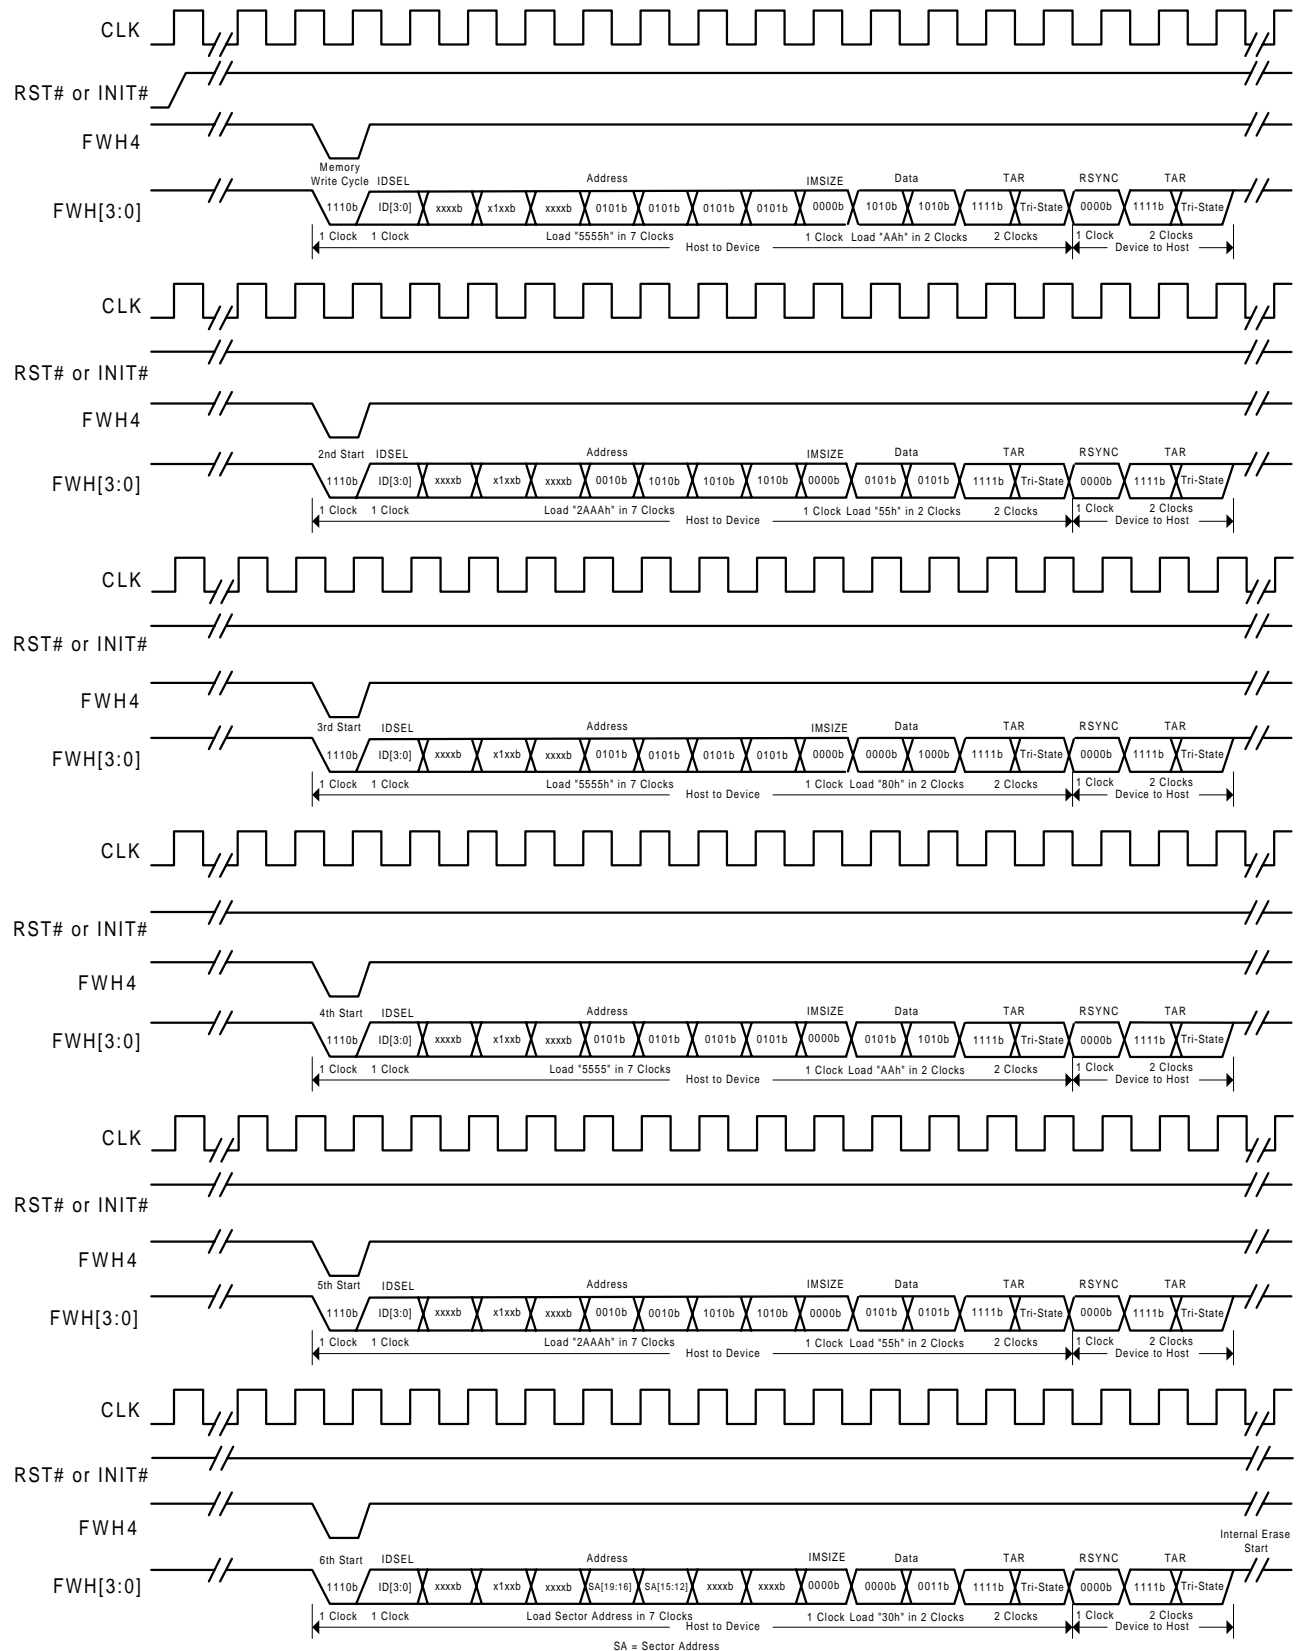 CLK
RST# or INIT#
FWH4
Memory
Write Cycle IDSEL Address IMSIZE Data TAR RSYNC TAR
FWH[3:0] 1110b ID[3:0] xxxxb x1xxb xxxxb 0101b 0101b 0101b 0101b 0000b 1010b 1010b 1111b Tri-State 0000b 1111b Tri-State
1 Clock 1 Clock Load "5555h" in 7 Clocks 1 Clock Load "AAh" in 2 Clocks 2 Clocks 1 Clock 2 Clocks
Host to Device Device to Host
CLK
RST# or INIT#
FWH4
2nd Start IDSEL Address IMSIZE Data TAR RSYNC TAR
FWH[3:0] 1110b ID[3:0] xxxxb x1xxb xxxxb 0010b 1010b 1010b 1010b 0000b 0101b 0101b 1111b Tri-State 0000b 1111b Tri-State
1 Clock 1 Clock Load "2AAAh" in 7 Clocks 1 Clock Load "55h" in 2 Clocks 2 Clocks 1 Clock 2 Clocks
Host to Device Device to Host
CLK
RST# or INIT#
FWH4
3rd Start IDSEL Address IMSIZE Data TAR RSYNC TAR
FWH[3:0] 1110b ID[3:0] xxxxb x1xxb xxxxb 0101b 0101b 0101b 0101b 0000b 0000b 1000b 1111b Tri-State 0000b 1111b Tri-State
1 Clock 1 Clock Load "5555h" in 7 Clocks 1 Clock Load "80h" in 2 Clocks 2 Clocks 1 Clock 2 Clocks
Host to Device Device to Host
CLK
RST# or INIT#
FWH4
4th Start IDSEL Address IMSIZE Data TAR RSYNC TAR
FWH[3:0] 1110b ID[3:0] xxxxb x1xxb xxxxb 0101b 0101b 0101b 0101b 0000b 0101b 1010b 1111b Tri-State 0000b 1111b Tri-State
1 Clock 1 Clock Load "5555" in 7 Clocks 1 Clock Load "AAh" in 2 Clocks 2 Clocks 1 Clock 2 Clocks
Host to Device Device to Host
CLK
RST# or INIT#
FWH4
5th Start IDSEL Address IMSIZE Data TAR RSYNC TAR
FWH[3:0] 1110b ID[3:0] xxxxb x1xxb xxxxb 0010b 0010b 1010b 1010b 0000b 0101b 0101b 1111b Tri-State 0000b 1111b Tri-State
1 Clock 1 Clock Load "2AAAh" in 7 Clocks 1 Clock Load "55h" in 2 Clocks 2 Clocks 1 Clock 2 Clocks
Host to Device Device to Host
CLK
RST# or INIT#
FWH4
Internal Erase
Start
6th Start IDSEL Address IMSIZE Data TAR RSYNC TAR
FWH[3:0] 1110b ID[3:0] xxxxb x1xxb xxxxb SA[19:16] SA[15:12] xxxxb xxxxb 0000b 0000b 0011b 1111b Tri-State 0000b 1111b Tri-State
1 Clock 1 Clock Load Sector Address in 7 Clocks 1 Clock Load "30h" in 2 Clocks 2 Clocks 1 Clock 2 Clocks
Host to Device Device to Host
SA = Sector Address